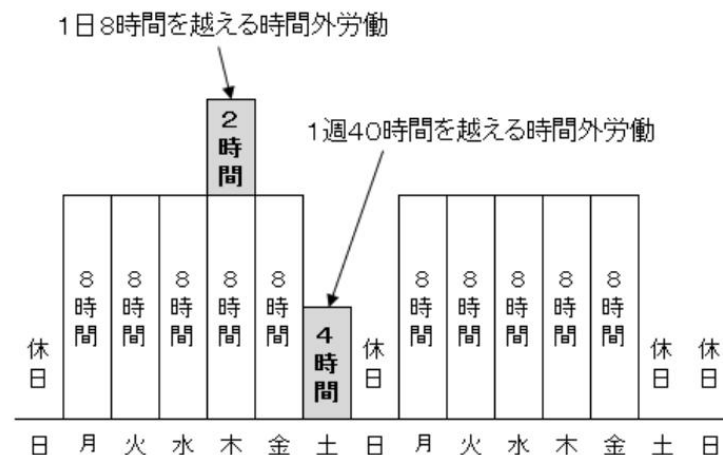 1日8時間を越える時間外労働
2時間
1週40時間を越える時間外労働
休日
8時間
8時間
8時間
8時間
8時間
4時間
休日
8時間
8時間
8時間
8時間
8時間
休日
休日
日 月 火 水 木 金 土 日 月 火 水 木 金 土 日